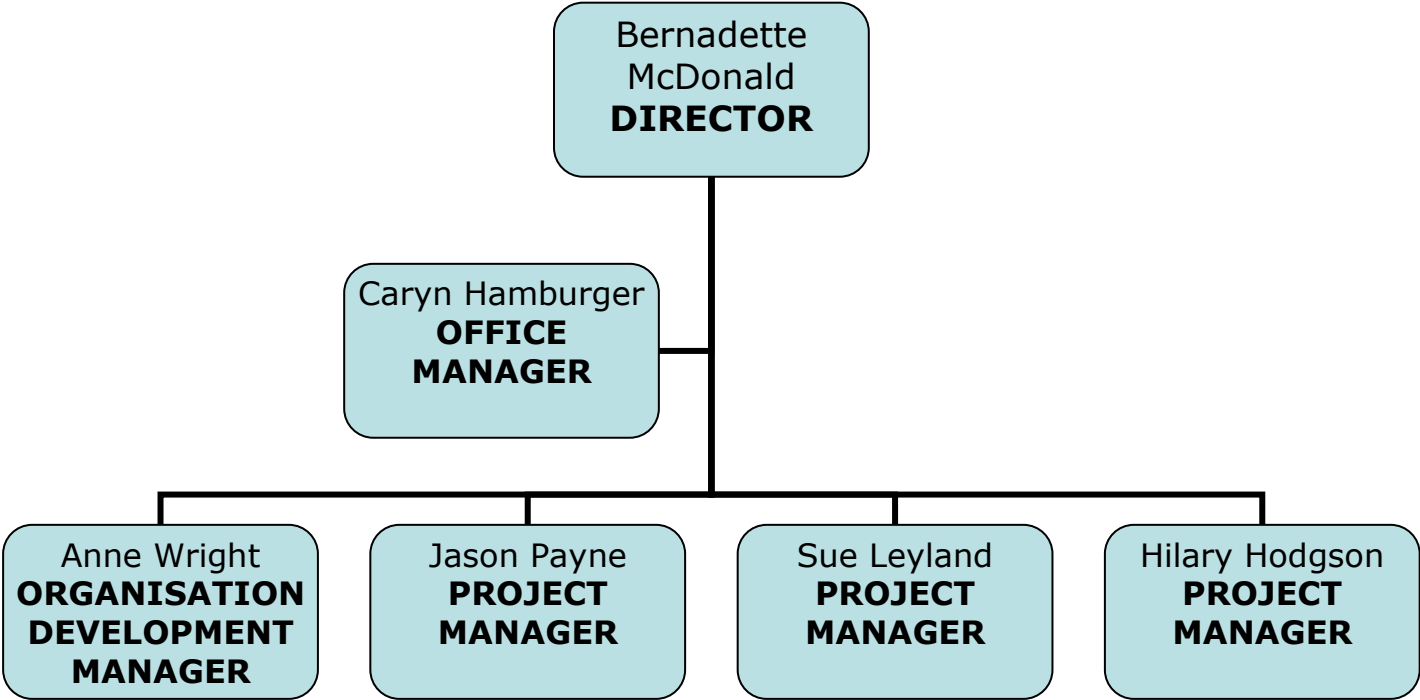 Bernadette
McDonald
DIRECTOR
Caryn Hamburger
OFFICE
MANAGER
Anne Wright
ORGANISATION
DEVELOPMENT
MANAGER
Jason Payne
PROJECT
MANAGER
Sue Leyland
PROJECT
MANAGER
Hilary Hodgson
PROJECT
MANAGER